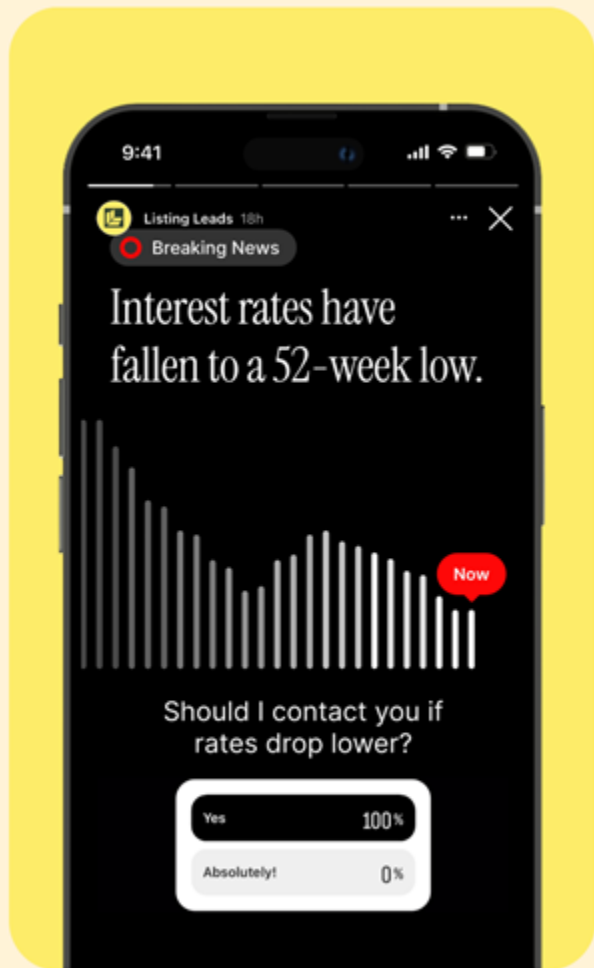 9:41
Listing Leads 18h
Breaking News
Interest rates have
fallen to a 52-week low.
Now
Should I contact you if
rates drop lower?
Yes 100%
Absolutely! 0%